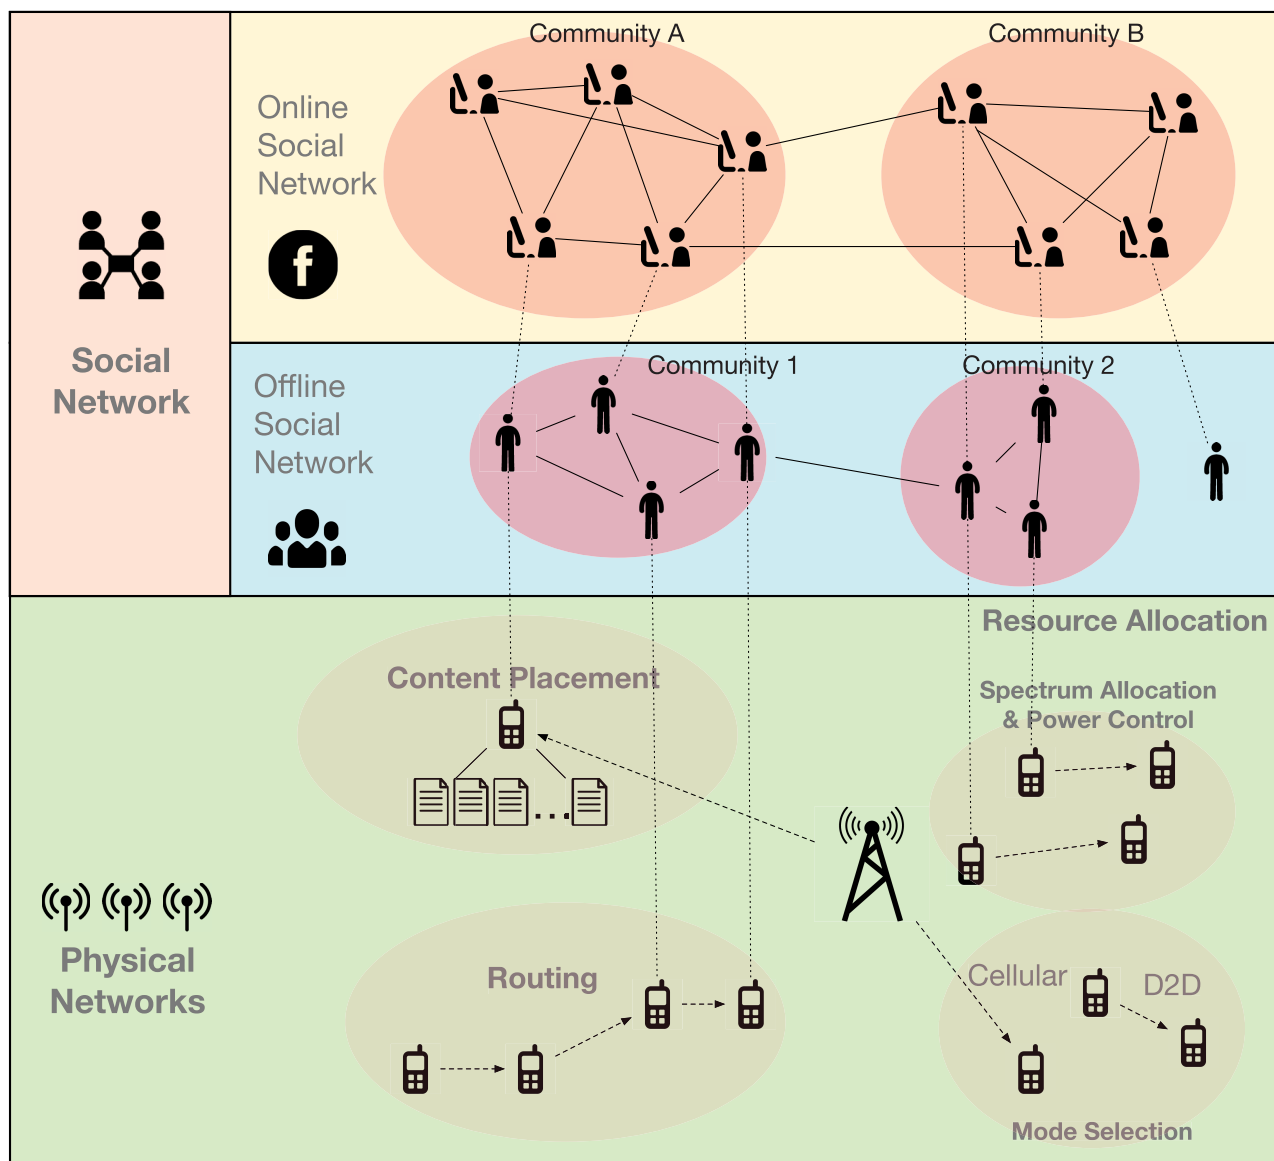 Community A
Community B
Online
Social
Network
f
Social
Network
Community 1
Community 2
Offline
Social
Network
Resource Allocation
Content Placement
Spectrum Allocation
& Power Control
...
Physical
Networks
Routing
Cellular
D2D
Mode Selection